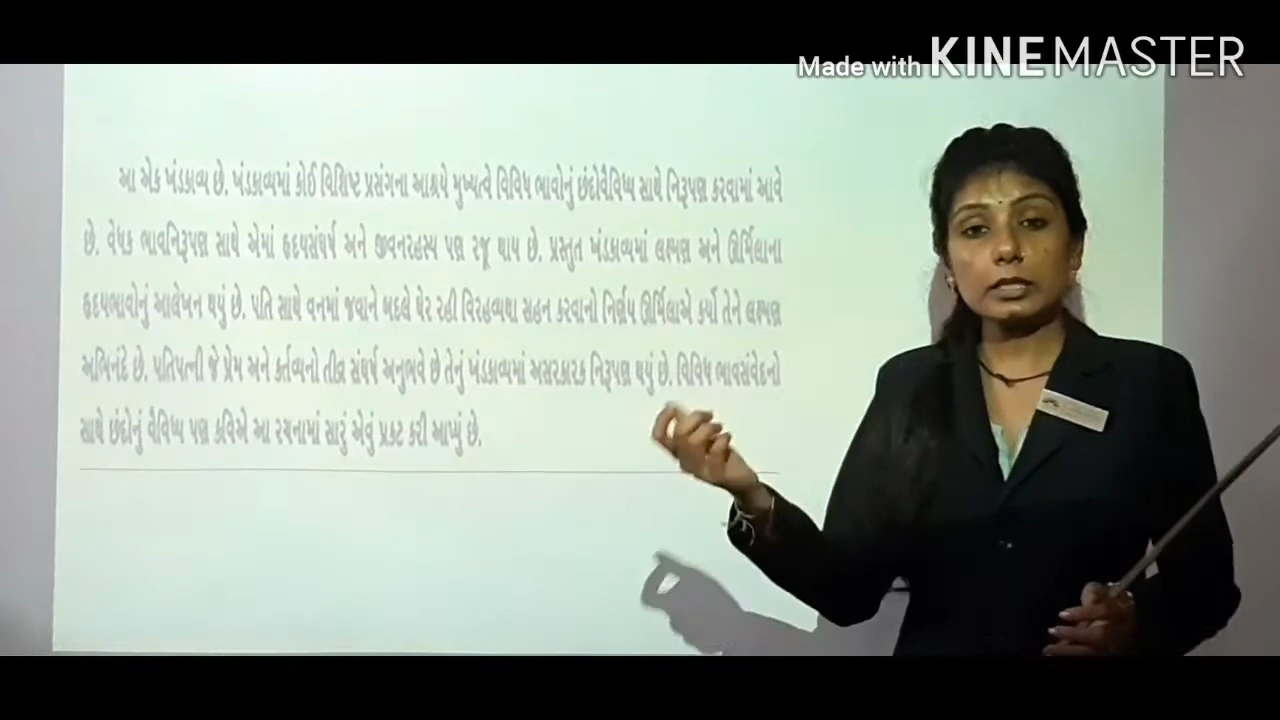 Made with KINEMASTER
આ એક ખંડકાવ્ય છે. ખંડકાવ્યમાં કોઈ વિશિષ્ટ પ્રસંગના આશ્રયે મુખ્યત્વે વિવિધ ભાવોનું છંદોવૈવિધ્ય સાથે નિરૂપણ કરવામાં આવે
છે. વેધક ભાવનિરૂપણ સાથે એમાં હૃદયસંઘર્ષ અને જીવનરહસ્ય પણ રજૂ થાય છે. પ્રસ્તુત ખંડકાવ્યમાં લક્ષ્મણ અને ઊર્મિલાના
હૃદયભાવોનું આલેખન થયું છે. પતિ સાથે વનમાં જવાને બદલે ઘેર રહી વિરહવ્યથા સહન કરવાનો નિર્ણય ઊર્મિલાએ કર્યો તેને લક્ષ્મણ
અભિનંદે છે. પતિપત્ની જે પ્રેમ અને કર્તવ્યનો તીવ્ર સંઘર્ષ અનુભવે છે તેનું ખંડકાવ્યમાં અસરકારક નિરૂપણ થયું છે. વિવિધ ભાવસંવેદનો
સાથે છંદોનું વૈવિધ્ય પણ કવિએ આ રચનામાં સારું એવું પ્રકટ કરી આપ્યું છે.